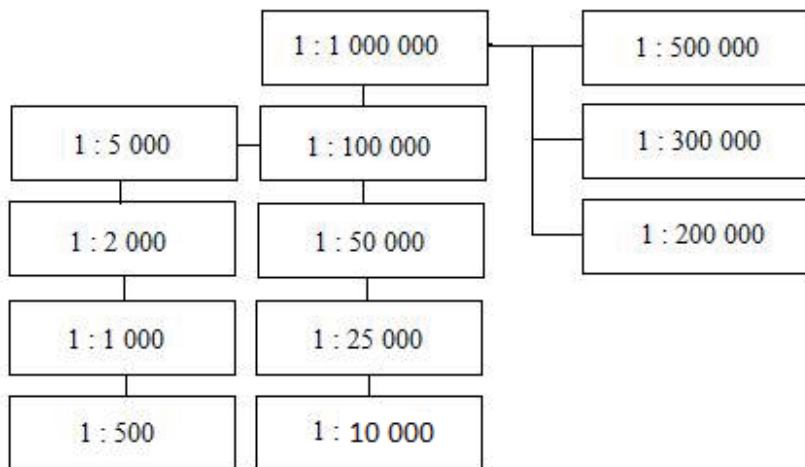 1 : 1 000 000
1 : 500 000
1 : 5 000
1 : 100 000
1 : 300 000
1 : 2 000
1 : 50 000
1 : 200 000
1 : 1 000
1 : 25 000
1 : 500
1 : 10 000